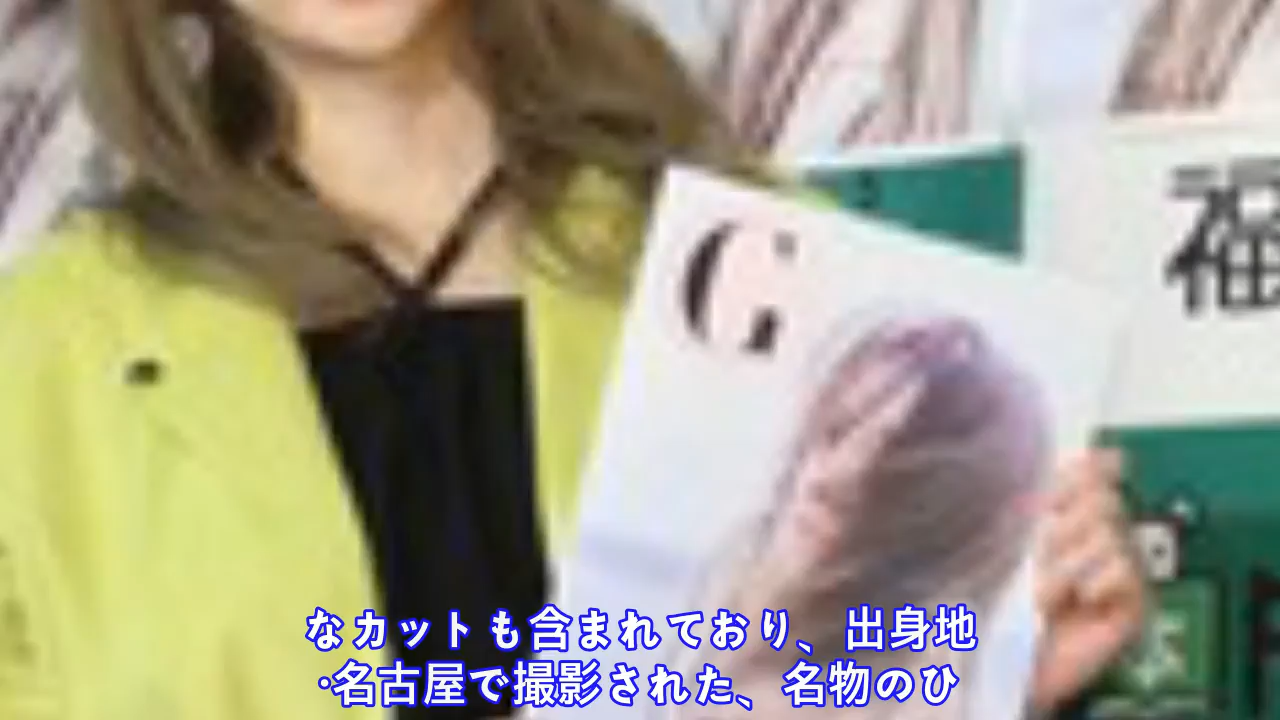 福
なカットも含まれており、出身地
·名古屋で撮影された、名物のひ